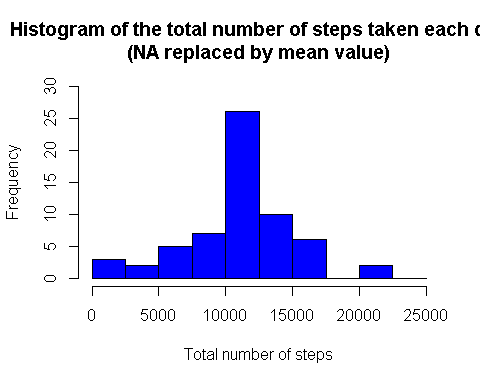 Histogram of the total number of steps taken each d
(NA replaced by mean value)
30
25
20
15
10
5
0
Frequency
0 5000 10000 15000 20000 25000
Total number of steps